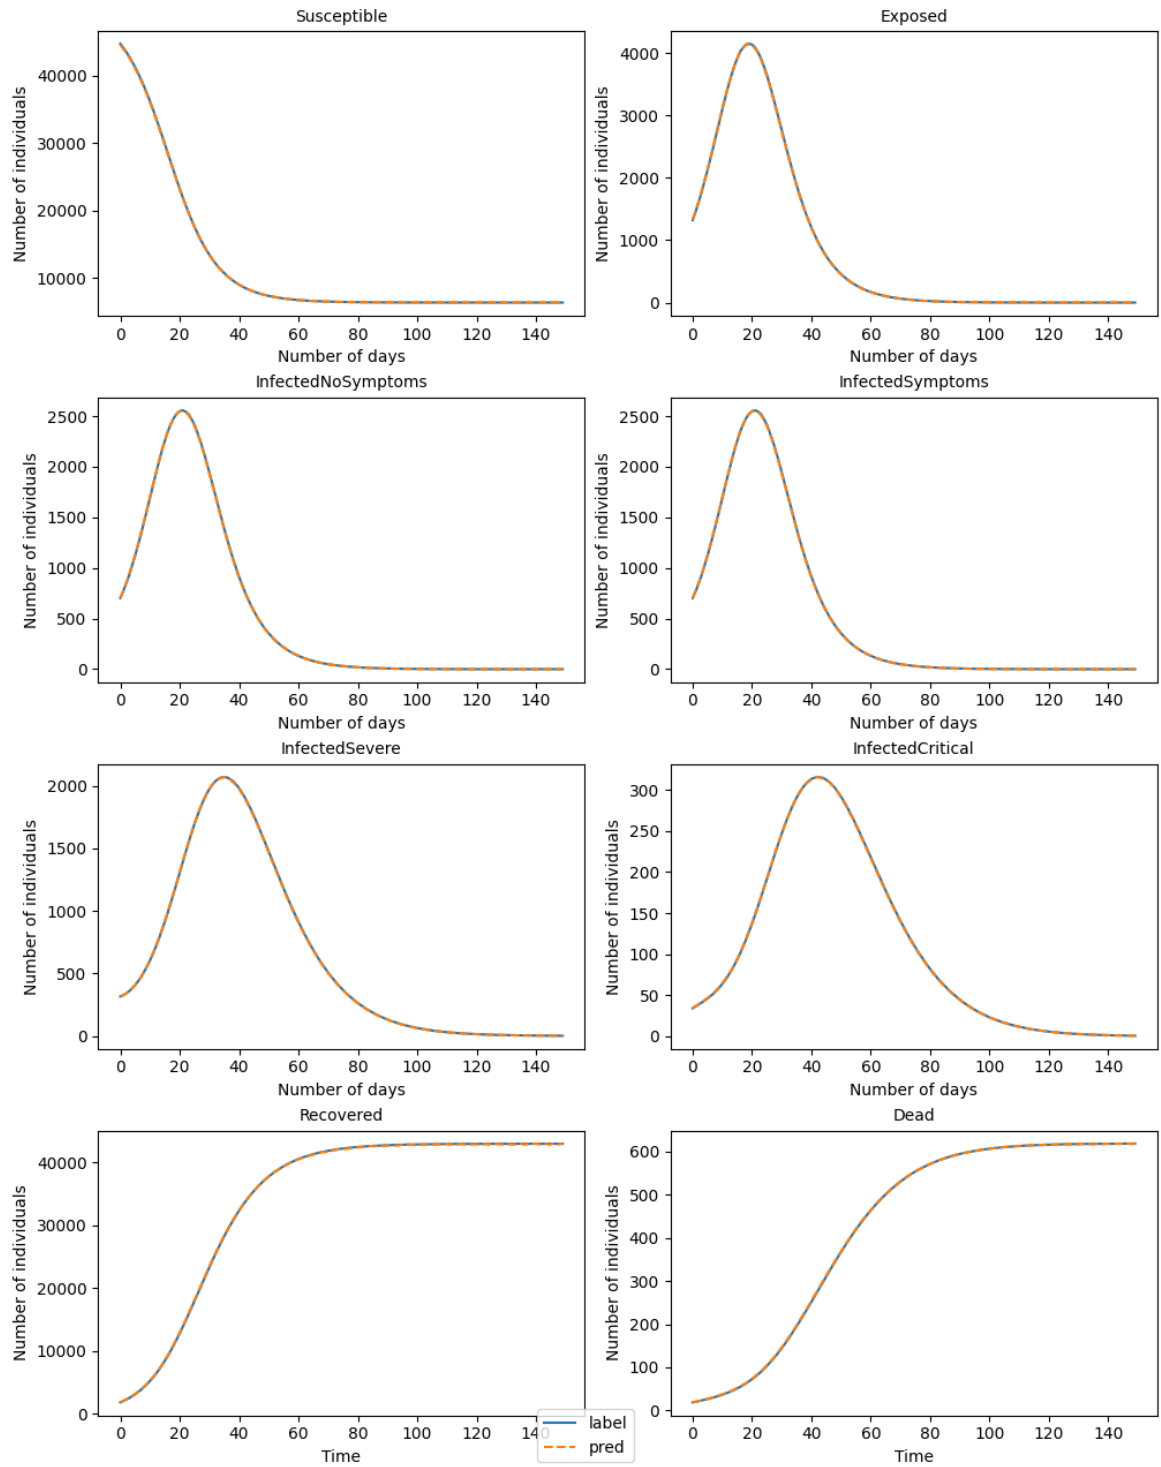 Susceptible
Number of individuals
40000
30000
20000
10000
0 20 40 60 80 100 120 140
Number of days
Exposed
Number of individuals
4000
3000
2000
1000
0
0 20 40 60 80 100 120 140
Number of days
InfectedNoSymptoms
Number of individuals
2500
2000
1500
1000
500
0
0 20 40 60 80 100 120 140
Number of days
InfectedSymptoms
Number of individuals
2500
2000
1500
1000
500
0
0 20 40 60 80 100 120 140
Number of days
InfectedSevere
Number of individuals
2000
1500
1000
500
0
0 20 40 60 80 100 120 140
Number of days
InfectedCritical
Number of individuals
300
250
200
150
100
50
0
0 20 40 60 80 100 120 140
Number of days
Recovered
Number of individuals
40000
30000
20000
10000
0
0 20 40 60 80 100 120 140
Time
Dead
Number of individuals
600
500
400
300
200
100
0
0 20 40 60 80 100 120 140
Time
label
pred